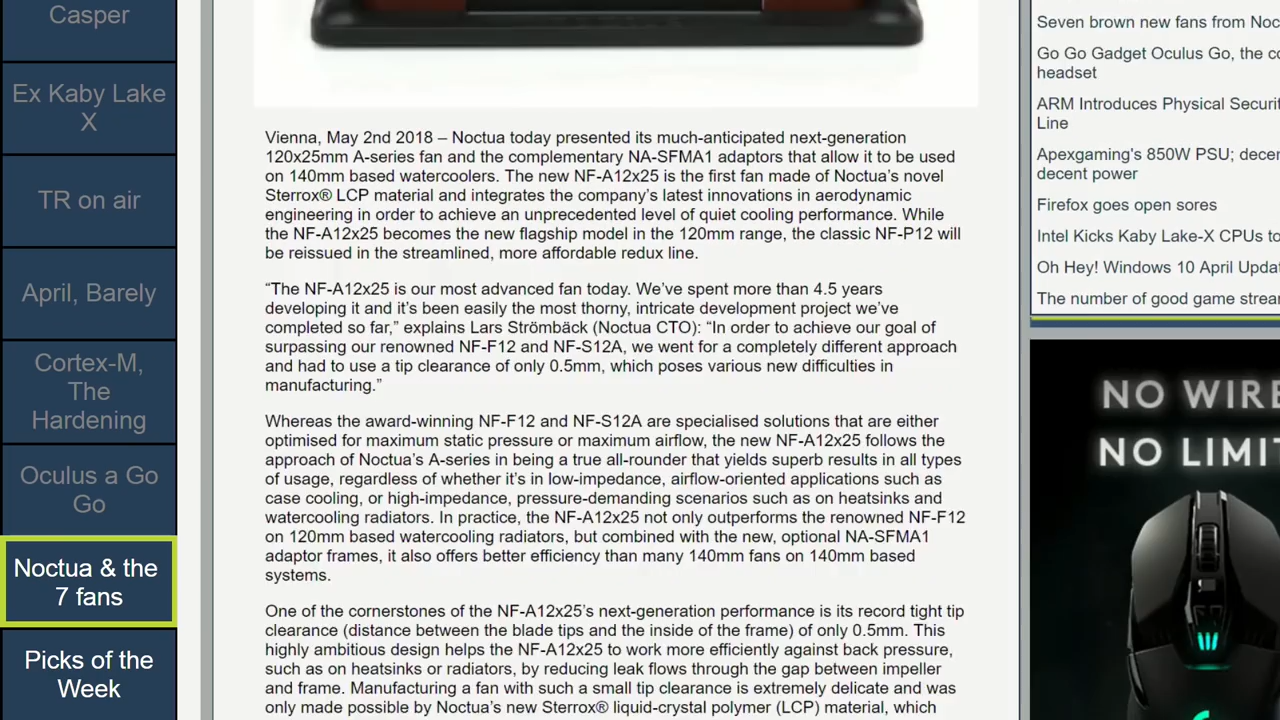 Casper
Ex Kaby Lake
X
TR on air
April, Barely
Cortex-M,
The
Hardening
Oculus a Go
Go
Noctua & the
7 fans
Picks of the
Week
Vienna, May 2nd 2018 – Noctua today presented its much-anticipated next-generation
120x25mm A-series fan and the complementary NA-SFMA1 adaptors that allow it to be used
on 140mm based watercoolers. The new NF-A12x25 is the first fan made of Noctua’s novel
Sterrox® LCP material and integrates the company’s latest innovations in aerodynamic
engineering in order to achieve an unprecedented level of quiet cooling performance. While
the NF-A12x25 becomes the new flagship model in the 120mm range, the classic NF-P12 will
be reissued in the streamlined, more affordable redux line.
“The NF-A12x25 is our most advanced fan today. We’ve spent more than 4.5 years
developing it and it’s been easily the most thorny, intricate development project we’ve
completed so far,” explains Lars Strömbäck (Noctua CTO): “In order to achieve our goal of
surpassing our renowned NF-F12 and NF-S12A, we went for a completely different approach
and had to use a tip clearance of only 0.5mm, which poses various new difficulties in
manufacturing.”
Whereas the award-winning NF-F12 and NF-S12A are specialised solutions that are either
optimised for maximum static pressure or maximum airflow, the new NF-A12x25 follows the
approach of Noctua’s A-series in being a true all-rounder that yields superb results in all types
of usage, regardless of whether it’s in low-impedance, airflow-oriented applications such as
case cooling, or high-impedance, pressure-demanding scenarios such as on heatsinks and
watercooling radiators. In practice, the NF-A12x25 not only outperforms the renowned NF-F12
on 120mm based watercooling radiators, but combined with the new, optional NA-SFMA1
adaptor frames, it also offers better efficiency than many 140mm fans on 140mm based
systems.
One of the cornerstones of the NF-A12x25’s next-generation performance is its record tight tip
clearance (distance between the blade tips and the inside of the frame) of only 0.5mm. This
highly ambitious design helps the NF-A12x25 to work more efficiently against back pressure,
such as on heatsinks or radiators, by reducing leak flows through the gap between impeller
and frame. Manufacturing a fan with such a small tip clearance is extremely delicate and was
only made possible by Noctua’s new Sterrox® liquid-crystal polymer (LCP) material, which
Seven brown new fans from Noc
Go Go Gadget Oculus Go, the co
headset
ARM Introduces Physical Securit
Line
Apexgaming's 850W PSU; decen
decent power
Firefox goes open sores
Intel Kicks Kaby Lake-X CPUs to
Oh Hey! Windows 10 April Updat
The number of good game strean
NO WIRE
NO LIMIT